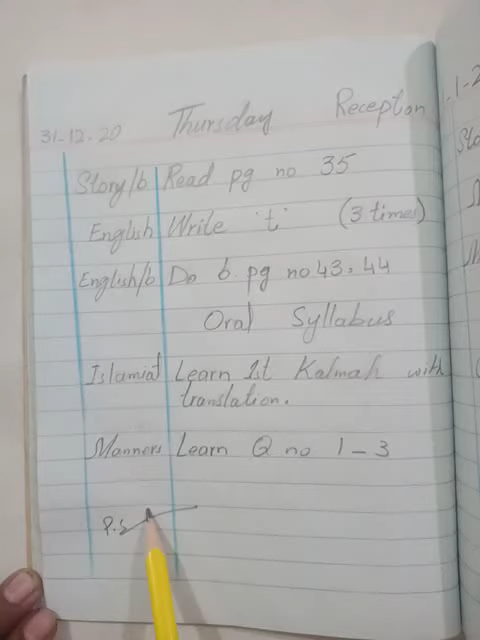 31-12-20 Thursday Reception
Story/b Read pg no 35
English Write 't' (3 times)
English/b Do b pg no 43, 44
Oral Syllabus
Islamiat Learn 1st Kalmah with
translation.
Manners Learn Q no 1-3
P.S